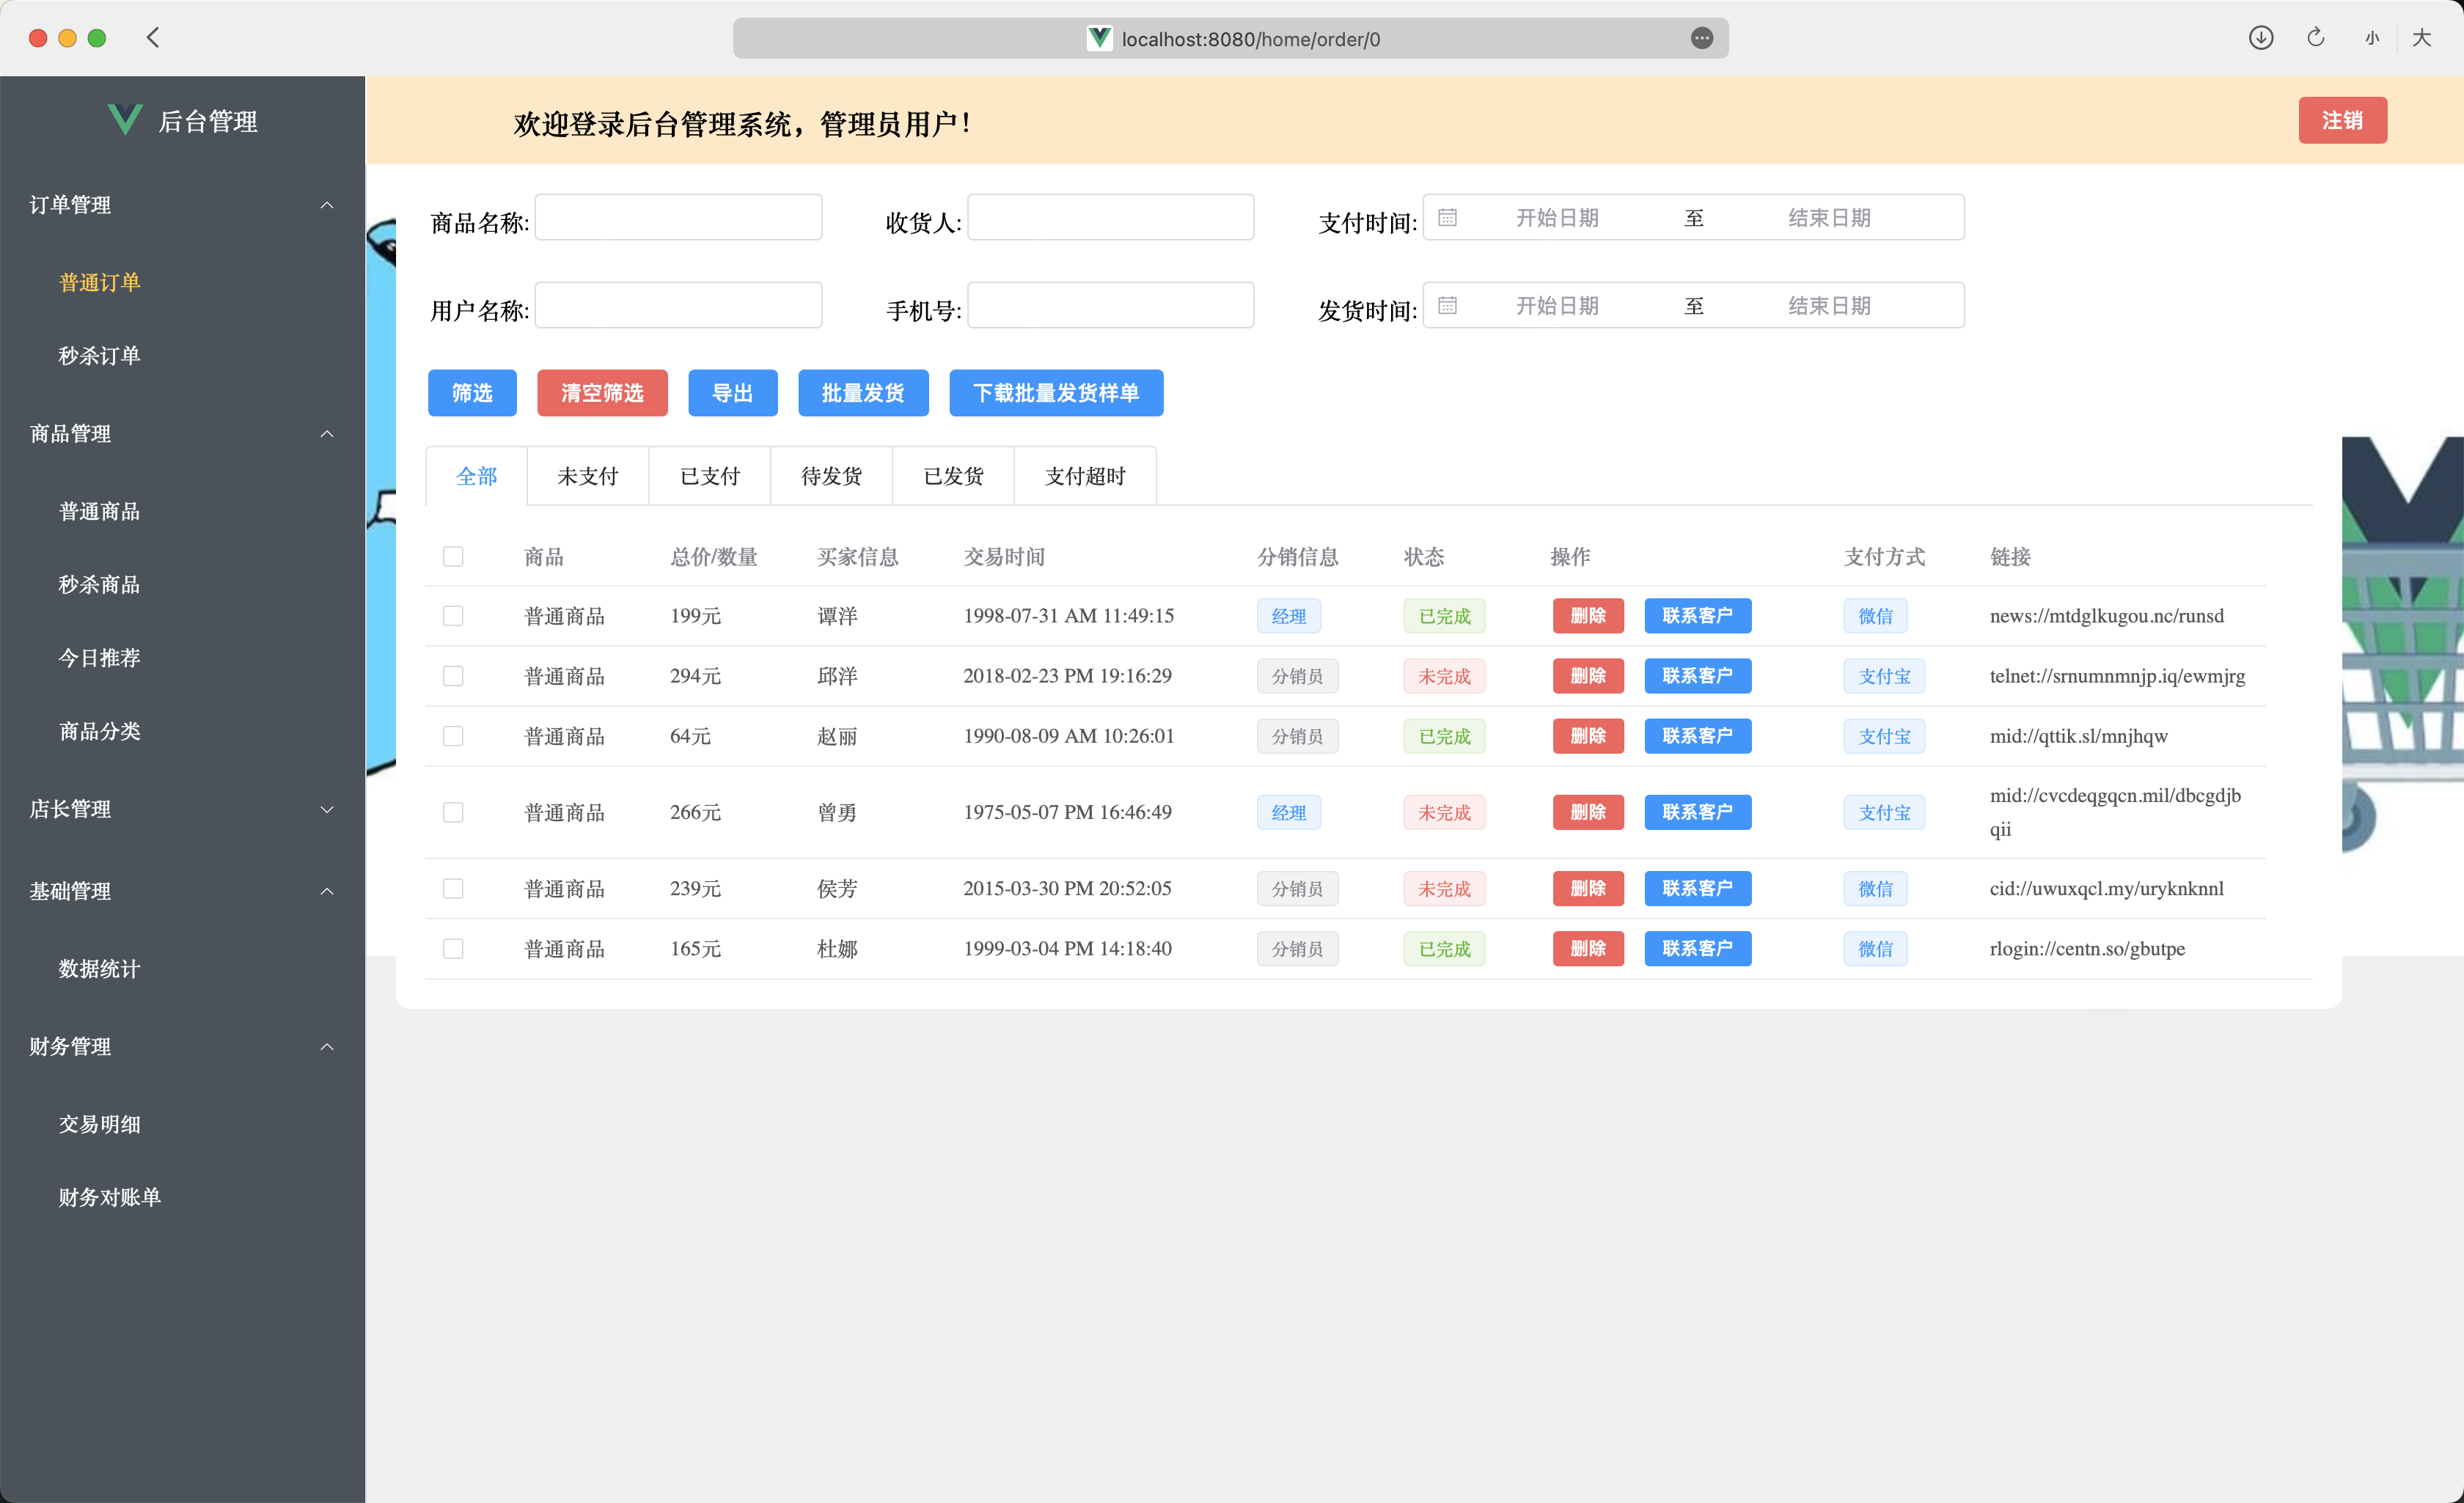 localhost:8080/home/order/0
小 大
后台管理
欢迎登录后台管理系统，管理员用户！
注销
订单管理
普通订单
秒杀订单
商品管理
普通商品
秒杀商品
今日推荐
商品分类
店长管理
基础管理
数据统计
财务管理
交易明细
财务对账单
商品名称: 收货人: 支付时间: 开始日期 至 结束日期
用户名称: 手机号: 发货时间: 开始日期 至 结束日期
筛选 清空筛选 导出 批量发货 下载批量发货样单
全部 未支付 已支付 待发货 已发货 支付超时
商品 总价/数量 买家信息 交易时间 分销信息 状态 操作 支付方式 链接
普通商品 199元 谭洋 1998-07-31 AM 11:49:15 经理 已完成 删除 联系客户 微信 news://mtdglkugou.nc/runsd
普通商品 294元 邱洋 2018-02-23 PM 19:16:29 分销员 未完成 删除 联系客户 支付宝 telnet://srnumnmnjp.iq/ewmjrg
普通商品 64元 赵丽 1990-08-09 AM 10:26:01 分销员 已完成 删除 联系客户 支付宝 mid://qttik.sl/mnjhqw
普通商品 266元 曾勇 1975-05-07 PM 16:46:49 经理 未完成 删除 联系客户 支付宝 mid://cvcdeqgqcn.mil/dbcgdjb
qii
普通商品 239元 侯芳 2015-03-30 PM 20:52:05 分销员 未完成 删除 联系客户 微信 cid://uwuxqcl.my/uryknknnl
普通商品 165元 杜娜 1999-03-04 PM 14:18:40 分销员 已完成 删除 联系客户 微信 rlogin://centn.so/gbutpe